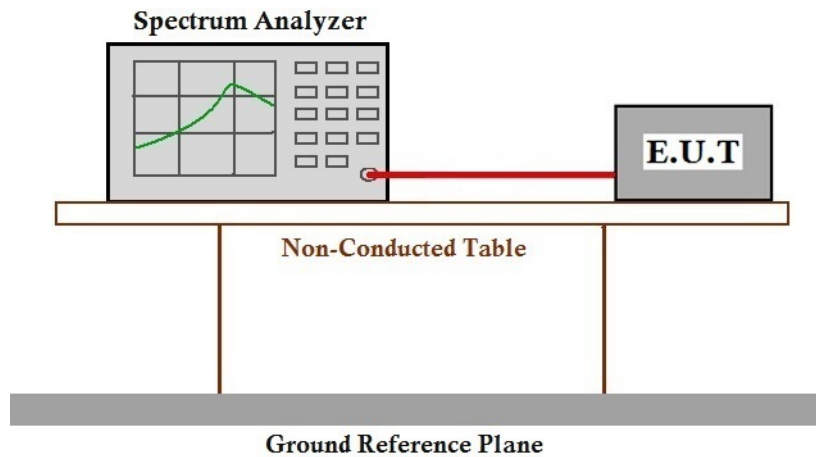 Spectrum Analyzer
E.U.T
Non-Conducted Table
Ground Reference Plane